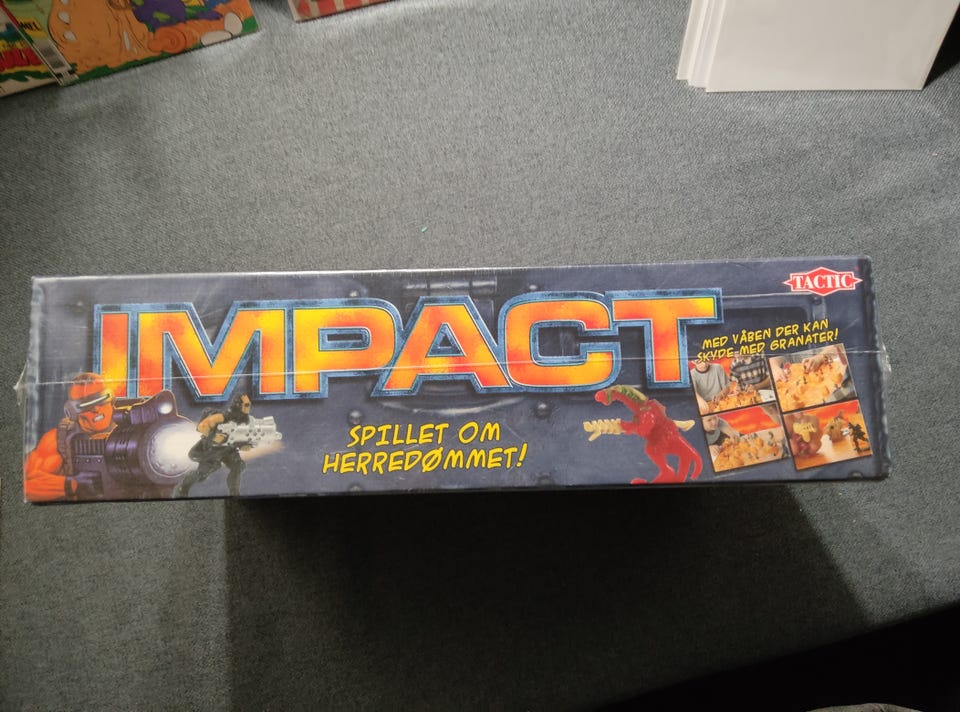 TACTIC
IMPACT
MED VÅBEN DER KAN
SKYDE MED GRANATER!
SPILLET OM
HERREDØMMET!